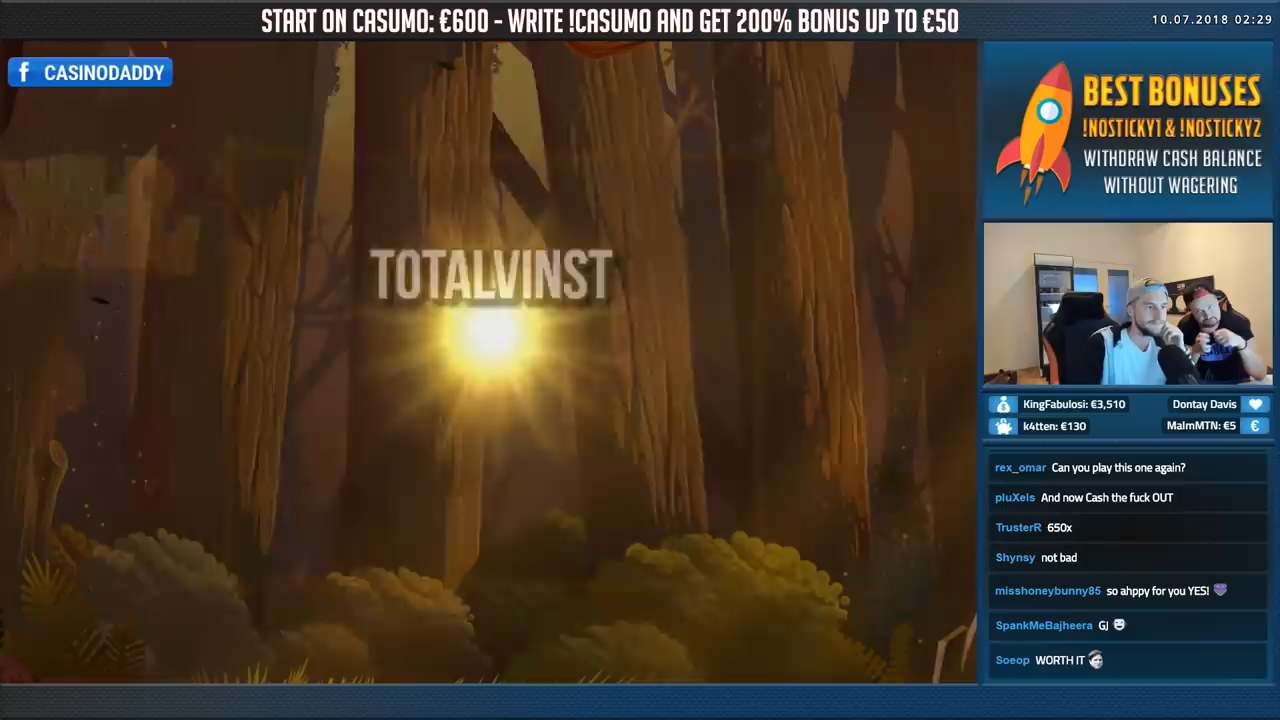 START ON CASUMO: €600 - WRITE !CASUMO AND GET 200% BONUS UP TO €50
10.07.2018 02:29
CASINODADDY
BEST BONUSES
!NOSTICKY1 & !NOSTICKY2
WITHDRAW CASH BALANCE
WITHOUT WAGERING
TOTALVINST
KingFabulosi: €3,510
Dontay Davis
k4tten: €130
MalmMTN: €5 €
rex_omar Can you play this one again?
pluXels And now Cash the fuck OUT
TrusterR 650x
Shynsy not bad
misshoneybunny85 so ahppy for you YES!
SpankMeBajheera GJ
Soeop WORTH IT